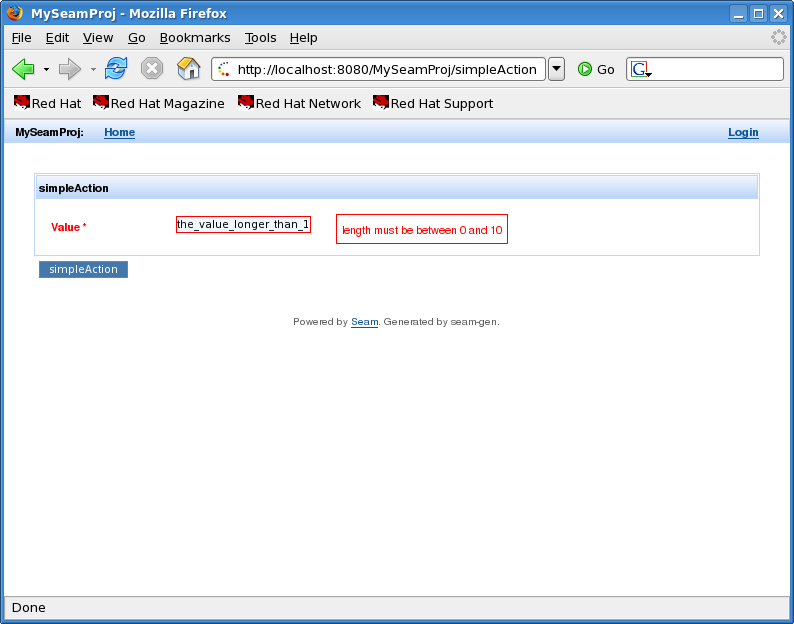 MySeamProj - Mozilla Firefox
File Edit View Go Bookmarks Tools Help
http://localhost:8080/MySeamProj/simpleAction Go G
Red Hat Red Hat Magazine Red Hat Network Red Hat Support
MySeamProj: Home Login
simpleAction
Value * the_value_longer_than_1 length must be between 0 and 10
simpleAction
Powered by Seam. Generated by seam-gen.
Done